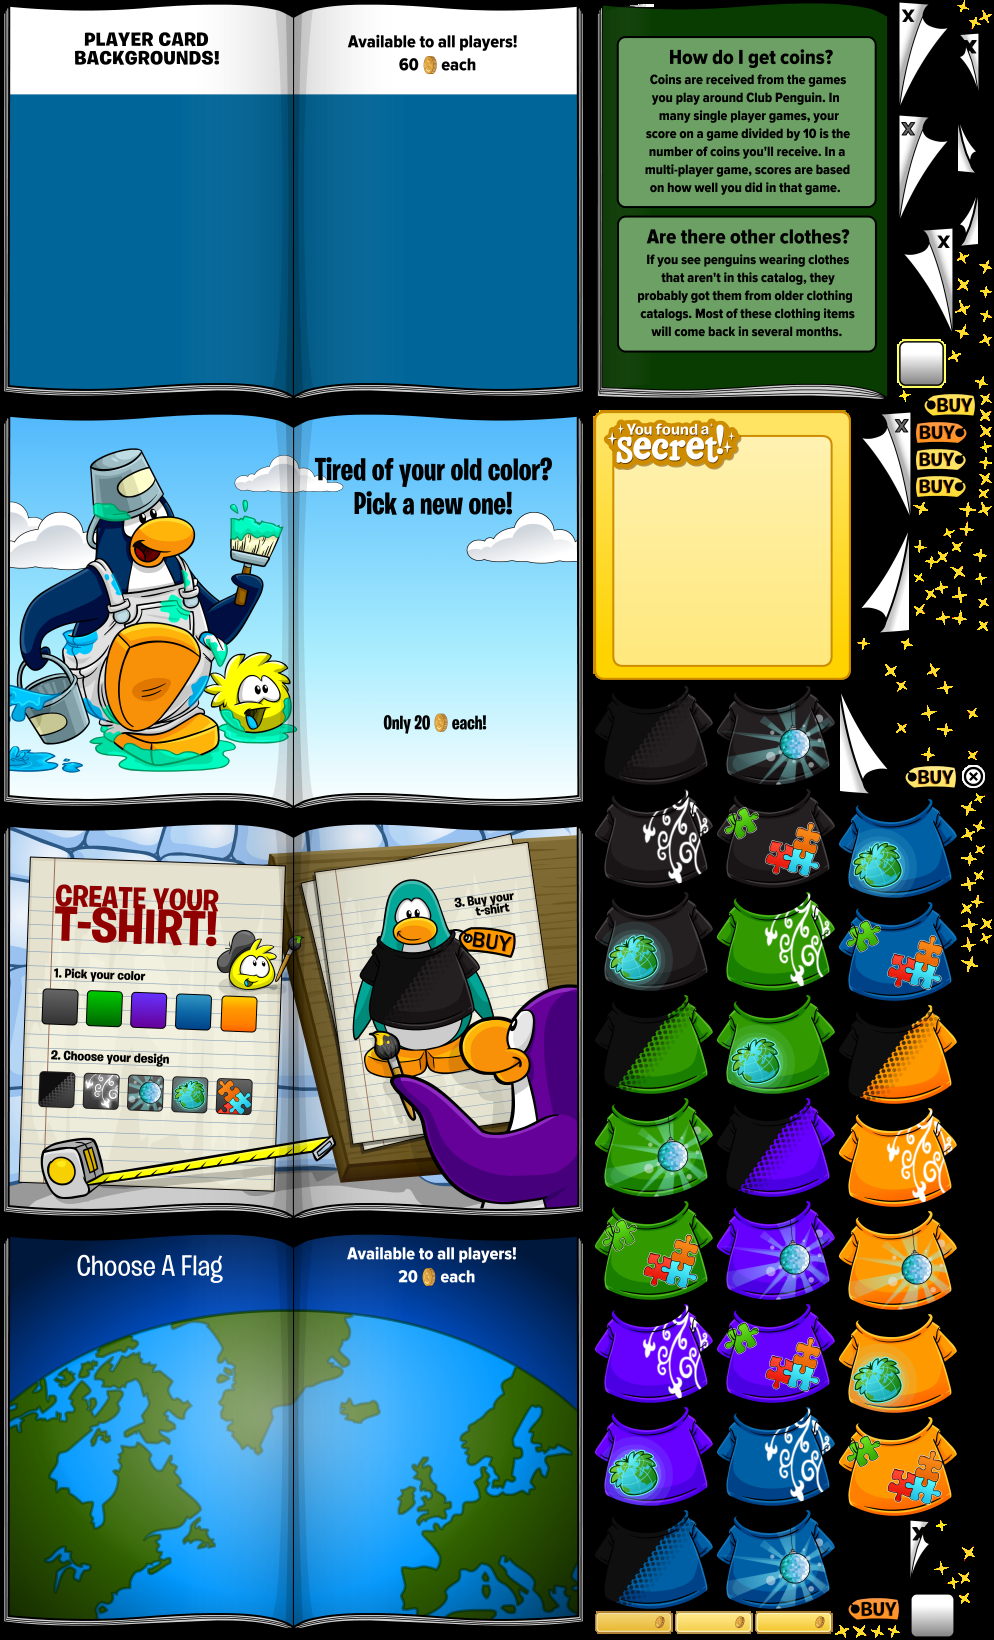 PLAYER CARD
BACKGROUNDS!
Available to all players!
60 each
How do I get coins?
Coins are received from the games
you play around Club Penguin. In
many single player games, your
score on a game divided by 10 is the
number of coins you'll receive. In a
multi-player game, scores are based
on how well you did in that game.
Are there other clothes?
If you see penguins wearing clothes
that aren't in this catalog, they
probably got them from older clothing
catalogs. Most of these clothing items
will come back in several months.
X
X
X
X
BUY
BUY
BUY
BUY
X
Tired of your old color?
Pick a new one!
Only 20 each!
You found a
secret!
BUY
CREATE YOUR
T-SHIRT!
1. Pick your color
2. Choose your design
3. Buy your
t-shirt
BUY
Choose A Flag
Available to all players!
20 each
X
BUY